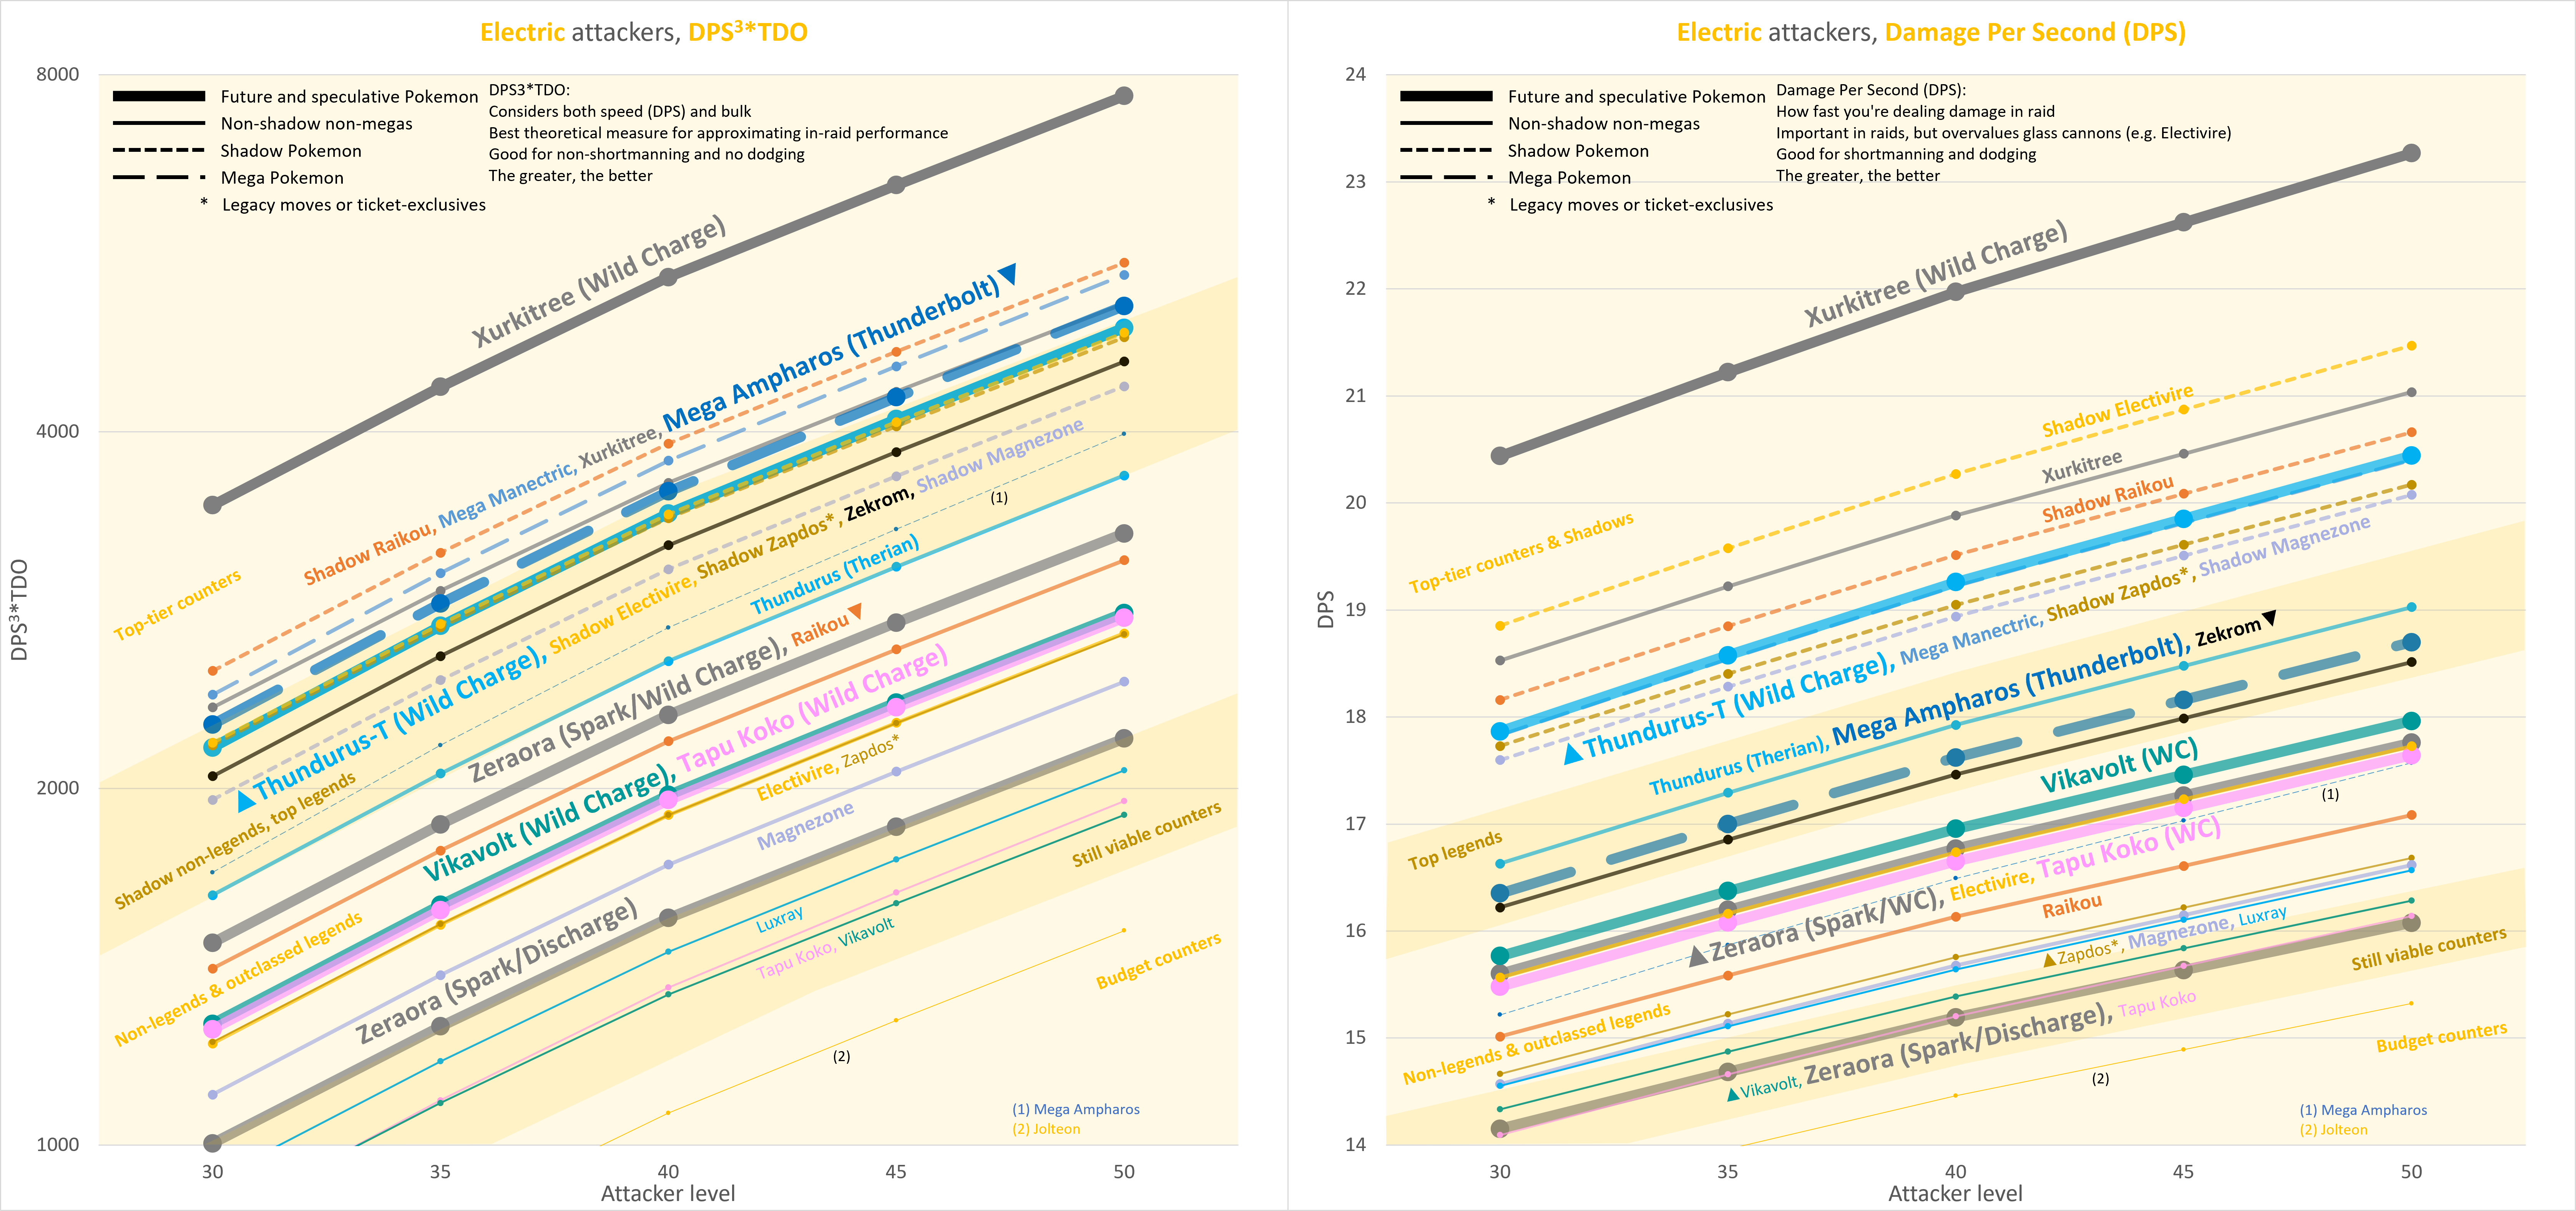 Electric attackers, DPS³*TDO
8000
4000
2000
1000
DPS³*TDO
30
35
40
45
50
Attacker level
Future and speculative Pokemon
Non-shadow non-megas
Shadow Pokemon
Mega Pokemon
* Legacy moves or ticket-exclusives
DPS3*TDO:
Considers both speed (DPS) and bulk
Best theoretical measure for approximating in-raid performance
Good for non-shortmanning and no dodging
The greater, the better
Xurkitree (Wild Charge)
Shadow Raikou, Mega Manectric, Xurkitree, Mega Ampharos (Thunderbolt)▼
Top-tier counters
▲Thundurus-T (Wild Charge), Shadow Electivire, Shadow Zapdos*, Zekrom, Shadow Magnezone
(1)
Shadow non-legends, top legends
Thundurus (Therian)
Zeraora (Spark/Wild Charge), Raikou▼
Vikavolt (Wild Charge), Tapu Koko (Wild Charge)
Electivire, Zapdos*
Magnezone
Non-legends & outclassed legends
Zeraora (Spark/Discharge)
Luxray
Tapu Koko, Vikavolt
Still viable counters
Budget counters
(2)
(1) Mega Ampharos
(2) Jolteon
Electric attackers, Damage Per Second (DPS)
24
23
22
21
20
19
18
17
16
15
14
DPS
30
35
40
45
50
Attacker level
Future and speculative Pokemon
Non-shadow non-megas
Shadow Pokemon
Mega Pokemon
* Legacy moves or ticket-exclusives
Damage Per Second (DPS):
How fast you're dealing damage in raid
Important in raids, but overvalues glass cannons (e.g. Electivire)
Good for shortmanning and dodging
The greater, the better
Xurkitree (Wild Charge)
Shadow Electivire
Xurkitree
Shadow Raikou
Top-tier counters & Shadows
▲Thundurus-T (Wild Charge), Mega Manectric, Shadow Zapdos*, Shadow Magnezone
Thundurus (Therian), Mega Ampharos (Thunderbolt), Zekrom▼
Top legends
Vikavolt (WC)
(1)
▲Zeraora (Spark/WC), Electivire, Tapu Koko (WC)
Raikou
▲Zapdos*, Magnezone, Luxray
Non-legends & outclassed legends
▲Vikavolt, Zeraora (Spark/Discharge), Tapu Koko
Still viable counters
Budget counters
(2)
(1) Mega Ampharos
(2) Jolteon